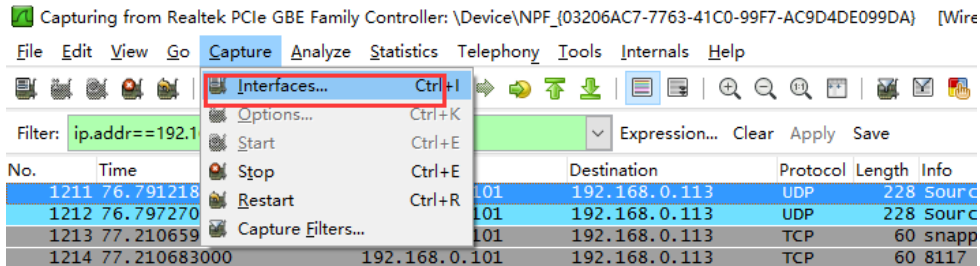 Capturing from Realtek PCIe GBE Family Controller: \Device\NPF_{03206AC7-7763-41C0-99F7-AC9D4DE099DA} [Wire
File Edit View Go Capture Analyze Statistics Telephony Tools Internals Help
Interfaces... Ctrl+I
Options... Ctrl+K
Start Ctrl+E
Stop Ctrl+E
Restart Ctrl+R
Capture Filters...
Filter: ip.addr==192.1 Expression... Clear Apply Save
No. Time Destination Protocol Length Info
1211 76.791218 101 192.168.0.113 UDP 228 Sourc
1212 76.797270 101 192.168.0.113 UDP 228 Sourc
1213 77.210659 101 192.168.0.113 TCP 60 snapp
1214 77.210683000 192.168.0.101 192.168.0.113 TCP 60 8117